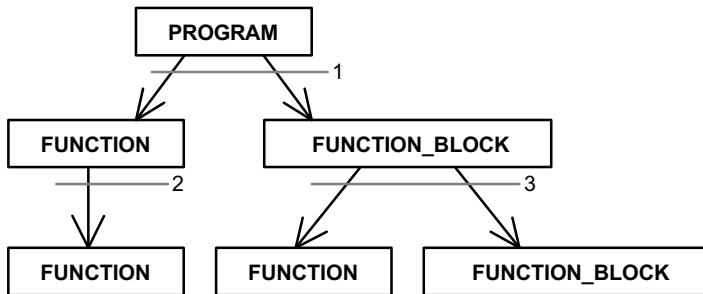 PROGRAM
1
FUNCTION
FUNCTION_BLOCK
2
3
FUNCTION
FUNCTION
FUNCTION_BLOCK